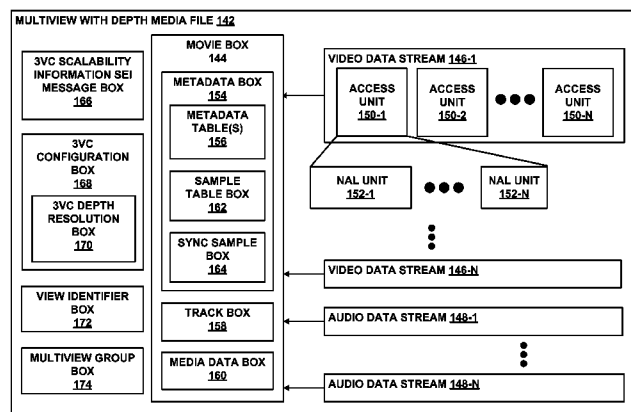 MULTIVIEW WITH DEPTH MEDIA FILE 142
3VC SCALABILITY
INFORMATION SEI
MESSAGE BOX
166
3VC
CONFIGURATION
BOX
168
3VC DEPTH
RESOLUTION
BOX
170
VIEW IDENTIFIER
BOX
172
MULTIVIEW GROUP
BOX
174
MOVIE BOX
144
METADATA BOX
154
METADATA
TABLE(S)
156
SAMPLE
TABLE BOX
162
SYNC SAMPLE
BOX
164
TRACK BOX
158
MEDIA DATA BOX
160
VIDEO DATA STREAM 146-1
ACCESS
UNIT
150-1
ACCESS
UNIT
150-2
ACCESS
UNIT
150-N
NAL UNIT
152-1
NAL UNIT
152-N
VIDEO DATA STREAM 146-N
AUDIO DATA STREAM 148-1
AUDIO DATA STREAM 148-N